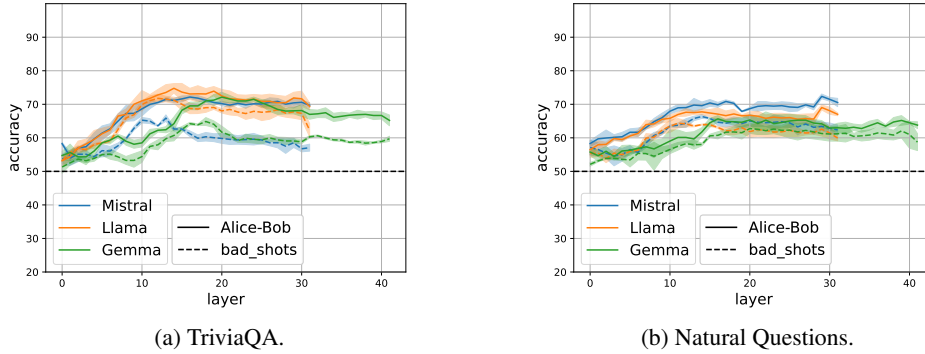 90
80
70
60
50
40
30
20
accuracy
0 10 20 30 40
layer
Mistral
Llama
Gemma
Alice-Bob
bad_shots
(a) TriviaQA.
90
80
70
60
50
40
30
20
accuracy
0 10 20 30 40
layer
Mistral
Llama
Gemma
Alice-Bob
bad_shots
(b) Natural Questions.